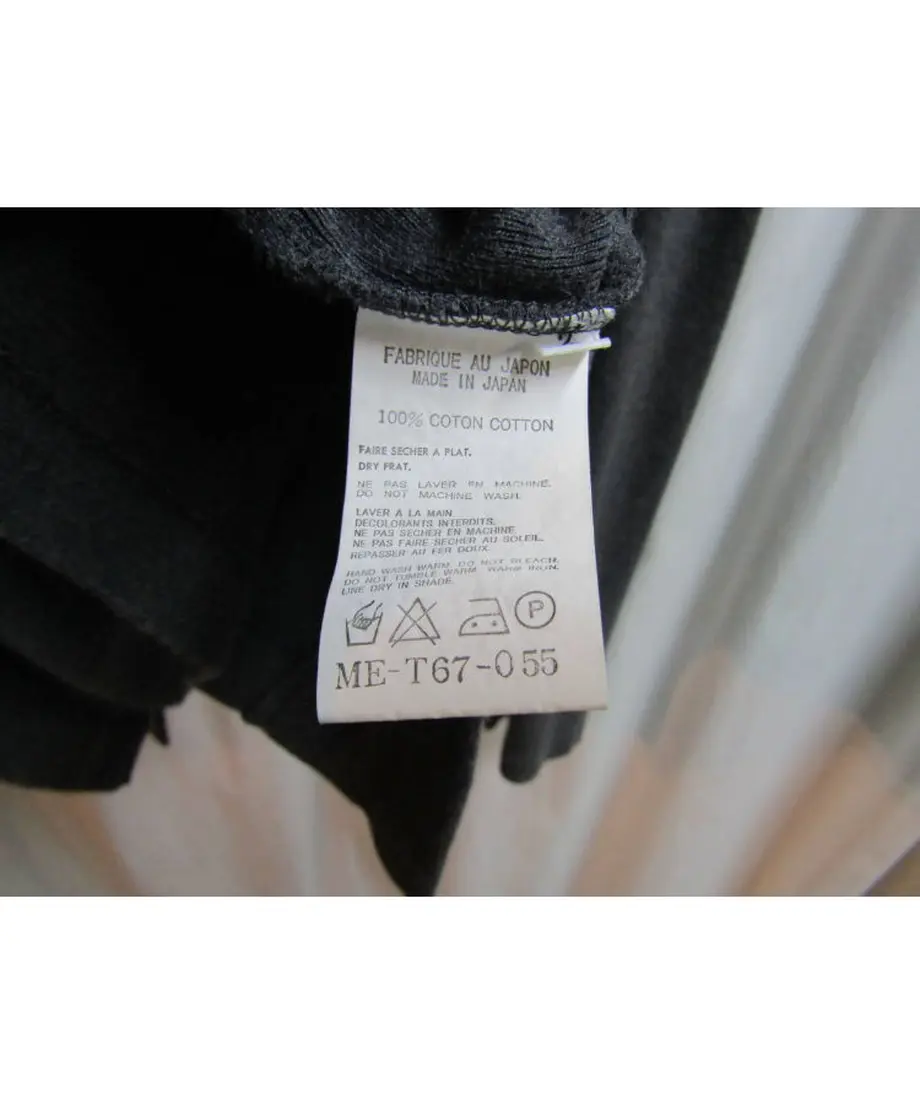 FABRIQUE AU JAPON
MADE IN JAPAN
100% COTON COTTON
FAIRE SECHER A PLAT.
DRY FRAT.
NE PAS LAVER EN MACHINE.
DO NOT MACHINE WASH.
LAVER A LA MAIN
DECOLORANTS INTERDITS.
NE PAS SECHER EN MACHINE
NE PAS FAIRE SECHER AU SOLEIL.
REPASSER AU FER DOUX.
HAND WASH WARM. DO NOT BLEACH.
DO NOT TUMBLE WARM. WARM IRON.
LINE DRY IN SHADE.
P
ME-T67-055